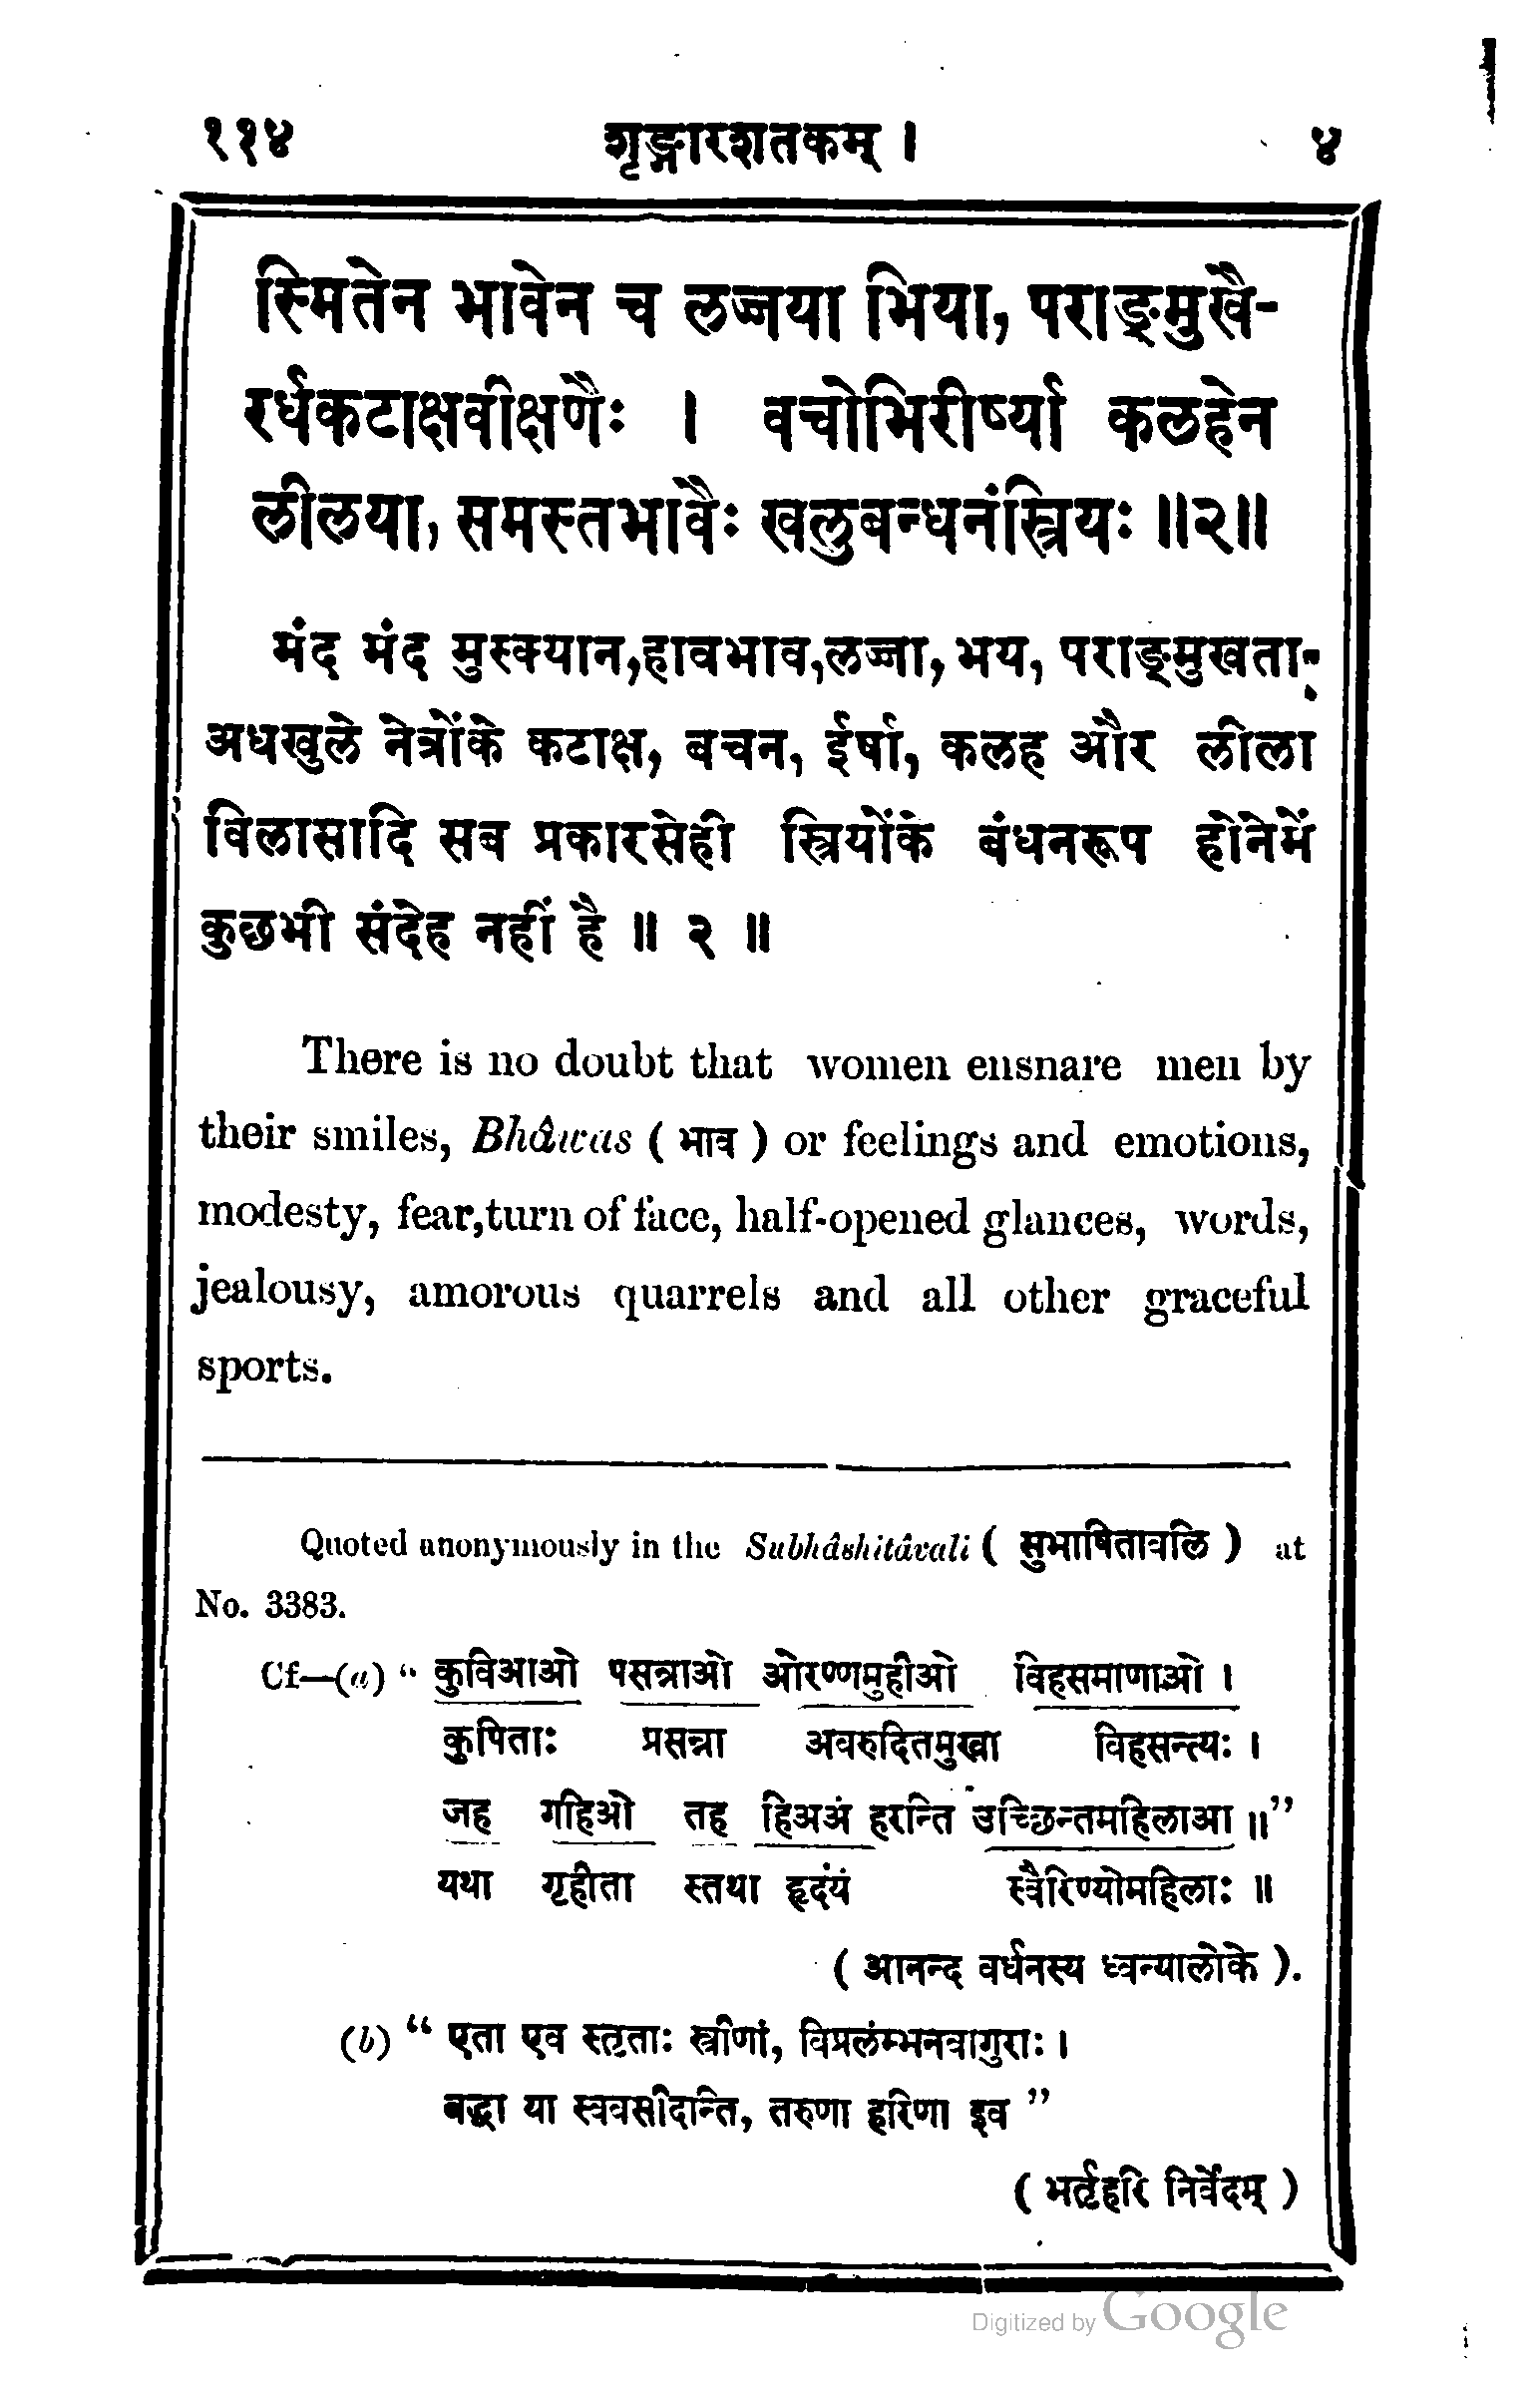 ११४ शृङ्गारशतकम् । ४
स्मितेन भावेन च लज्जया भिया, पराङ्मुखै-
रर्धकटाक्षवीक्षणैः । वचोभिरीर्ष्या कलहेन
लीलया, समस्तभावैः खलुबन्धनंस्त्रियः ॥२॥
मंद मंद मुस्क्यान,हावभाव,लज्जा, भय, पराङ्मुखता-
अधखुले नेत्रोंके कटाक्ष, बचन, ईर्षा, कलह और लीला
विलासादि सब प्रकारसेही स्त्रियोंके बंधनरूप होनेमें
कुछभी संदेह नहीं है ॥ २ ॥
There is no doubt that women ensnare men by
their smiles, Bhâwas ( भाव ) or feelings and emotions,
modesty, fear,turn of face, half-opened glances, words,
jealousy, amorous quarrels and all other graceful
sports.
Quoted anonymously in the Subhâshitâvali ( सुभाषितावलि ) at
No. 3383.
Cf—(a) “ कुविआओ पसन्नाओ ओरण्णमुहीओ विहसमाणाओ ।
कुपिताः प्रसन्ना अवरुदितमुखा विहसन्त्यः ।
जह गहिओ तह हिअअं हरन्ति उच्छिन्तमहिलाआ ॥”
यथा गृहीता स्तथा हृदयं स्वैरिण्योमहिलाः ॥
( आनन्द वर्धनस्य ध्वन्यालोके ).
(b) “ एता एव स्तृताः स्त्रीणां, विप्रलंम्भनवागुराः ।
बद्धा या स्ववसीदान्ति, तरुणा हरिणा इव ”
( भर्तृहरि निर्वेदम् )
Digitized by Google